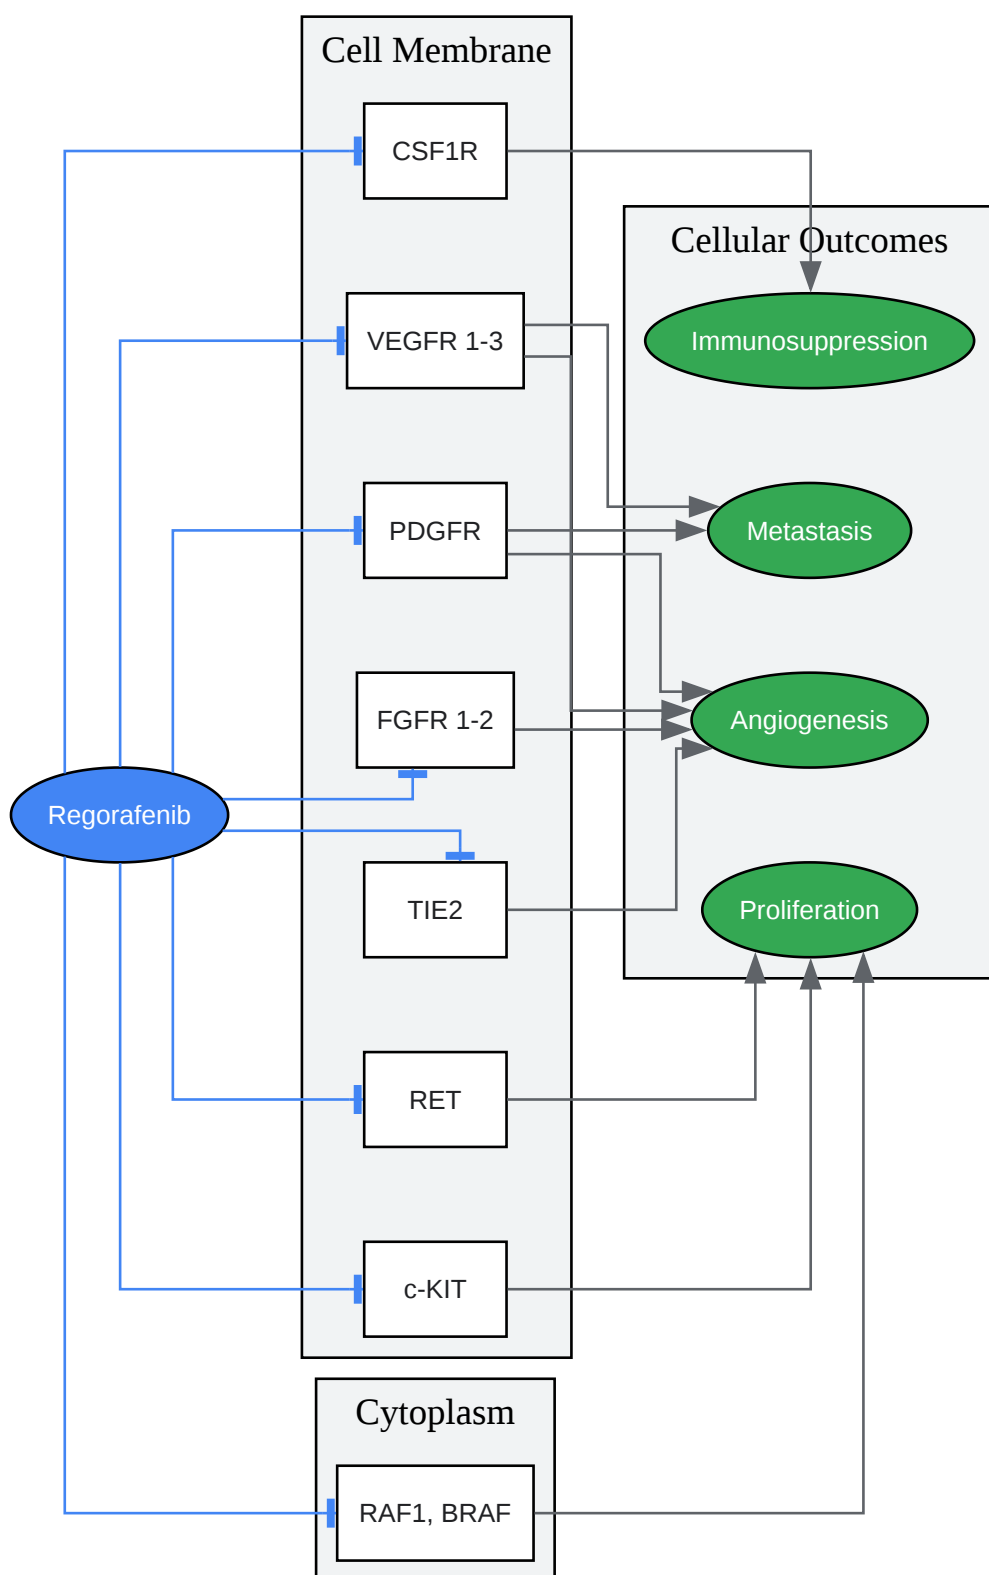 Cell Membrane
CSF1R
VEGFR 1-3
PDGFR
FGFR 1-2
TIE2
RET
c-KIT
Cytoplasm
RAF1, BRAF
Regorafenib
Cellular Outcomes
Immunosuppression
Metastasis
Angiogenesis
Proliferation